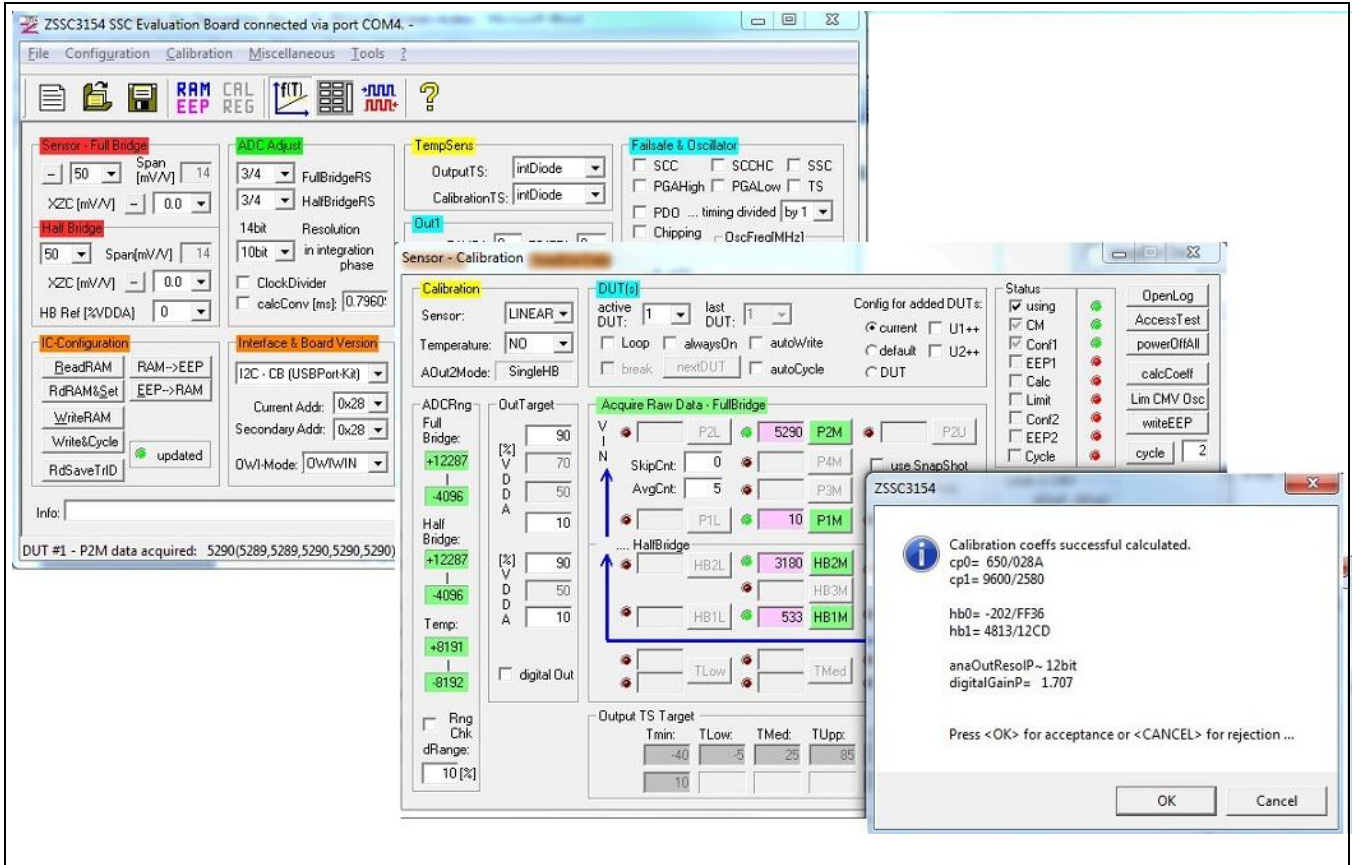 ZSSC3154 SSC Evaluation Board connected via port COM4. -
File Configuration Calibration Miscellaneous Tools ?
RAM EEP CAL REG f(T) ?
Sensor - Full Bridge
- 50 Span [mV/V] 14
XZC [mV/V] - 0.0
Half Bridge
50 Span[mV/V] 14
XZC [mV/V] - 0.0
HB Ref [%VDDA] 0
ADC Adjust
3/4 FullBridgeRS
3/4 HalfBridgeRS
14bit Resolution
10bit in integration phase
ClockDivider
calcConv [ms]: 0.7960
TempSens
OutputTS: intDiode
CalibrationTS: intDiode
Out1
Failsafe & Oscillator
SCC SCCHC SSC
PGAHigh PGALow TS
PDO ... timing divided by 1
Chipping OscFreq[MHz]
IC-Configuration
ReadRAM RAM-->EEP
RdRAM&Set EEP-->RAM
WriteRAM
Write&Cycle updated
RdSaveTrID
Interface & Board Version
I2C - CB (USBPort-Kit)
Current Addr: 0x28
Secondary Addr: 0x28
OWI-Mode: OWIWIN
Info:
DUT #1 - P2M data acquired: 5290(5289,5289,5290,5290,5290)
Sensor - Calibration
Calibration
Sensor: LINEAR
Temperature: NO
AOut2Mode: SingleHB
DUT(s)
active DUT: 1 last DUT: 1
Config for added DUTs:
Loop alwaysOn autoWrite
break nextDUT autoCycle
current U1++
default U2++
DUT
Status
using
CM
Conf1
EEP1
Calc
Limit
Conf2
EEP2
Cycle
OpenLog
AccessTest
powerOffAll
calcCoeff
Lim CMV Osc
writeEEP
cycle 2
ADCRng
Full Bridge:
+12287
|
-4096
Half Bridge:
+12287
|
-4096
Temp:
+8191
|
-8192
Rng Chk
dRange:
10 [%]
OutTarget
[%] VDDA
90
70
50
10
[%] VDDA
90
50
10
digital Out
Acquire Raw Data - FullBridge
VIN
P2L 5290 P2M P2U
SkipCnt: 0 P4M use SnapShot
AvgCnt: 5 P3M
P1L 10 P1M
.... HalfBridge
HB2L 3180 HB2M
HB3M
HB1L 533 HB1M
TLow TMed
Output TS Target
Tmin: TLow: TMed: TUpp:
-40 -5 25 85
10
ZSSC3154
Calibration coeffs successful calculated.
cp0= 650/028A
cp1= 9600/2580
hb0= -202/FF36
hb1= 4813/12CD
anaOutResolP~ 12bit
digitalGainP= 1.707
Press <OK> for acceptance or <CANCEL> for rejection ...
OK Cancel